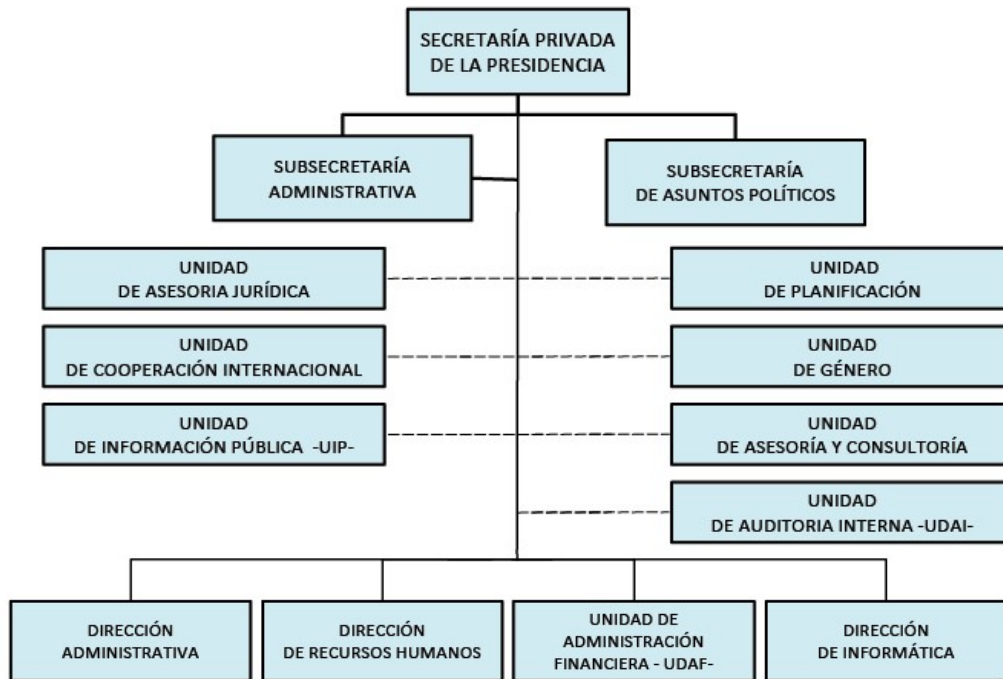 SECRETARÍA PRIVADA
DE LA PRESIDENCIA
SUBSECRETARÍA
ADMINISTRATIVA
SUBSECRETARÍA
DE ASUNTOS POLÍTICOS
UNIDAD
DE ASESORIA JURÍDICA
UNIDAD
DE PLANIFICACIÓN
UNIDAD
DE COOPERACIÓN INTERNACIONAL
UNIDAD
DE GÉNERO
UNIDAD
DE INFORMACIÓN PÚBLICA -UIP-
UNIDAD
DE ASESORÍA Y CONSULTORÍA
UNIDAD
DE AUDITORIA INTERNA -UDAI-
DIRECCIÓN
ADMINISTRATIVA
DIRECCIÓN
DE RECURSOS HUMANOS
UNIDAD DE
ADMINISTRACIÓN
FINANCIERA - UDAF-
DIRECCIÓN
DE INFORMÁTICA